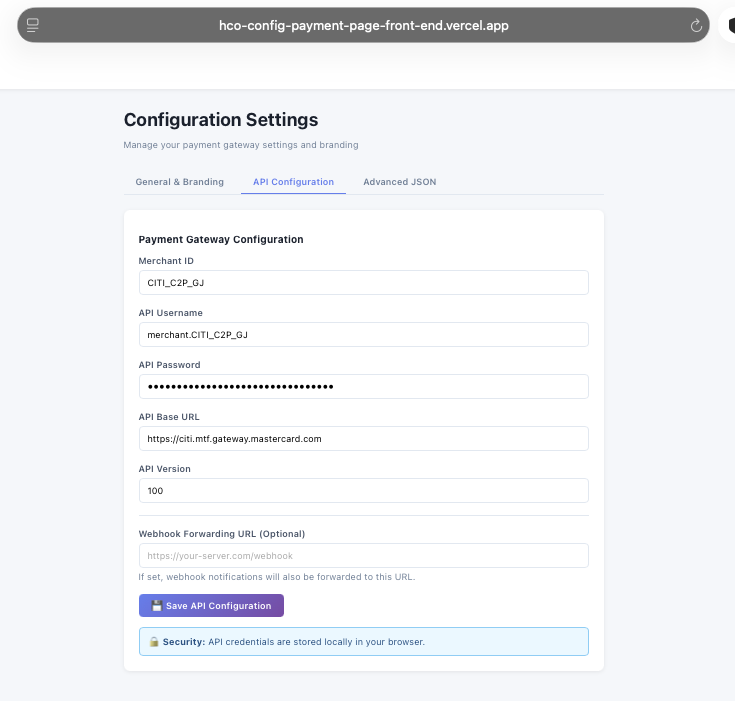 hco-config-payment-page-front-end.vercel.app
Configuration Settings
Manage your payment gateway settings and branding
General & Branding API Configuration Advanced JSON
Payment Gateway Configuration
Merchant ID
CITI_C2P_GJ
API Username
merchant.CITI_C2P_GJ
API Password
••••••••••••••••••••••••••••••••
API Base URL
https://citi.mtf.gateway.mastercard.com
API Version
100
Webhook Forwarding URL (Optional)
https://your-server.com/webhook
If set, webhook notifications will also be forwarded to this URL.
💾 Save API Configuration
🔒 Security: API credentials are stored locally in your browser.